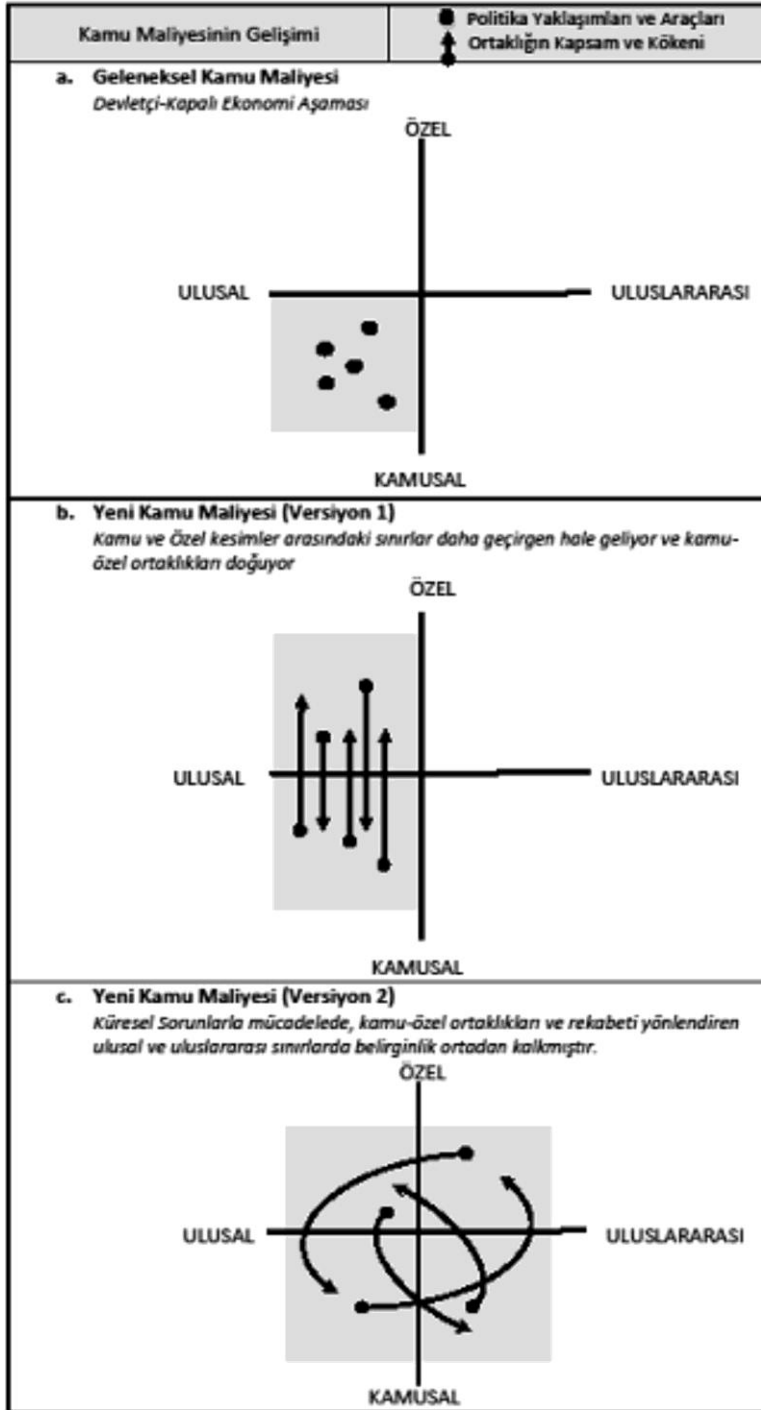 Kamu Maliyesinin Gelişimi
Politika Yaklaşımları ve Araçları
Ortaklığın Kapsam ve Kökeni
a. Geleneksel Kamu Maliyesi
Devletçi-Kapalı Ekonomi Aşaması
ÖZEL
ULUSAL
ULUSLARARASI
KAMUSAL
b. Yeni Kamu Maliyesi (Versiyon 1)
Kamu ve Özel kesimler arasındaki sınırlar daha geçirgen hale geliyor ve kamu-
özel ortaklıkları doğuyor
ÖZEL
ULUSAL
ULUSLARARASI
KAMUSAL
c. Yeni Kamu Maliyesi (Versiyon 2)
Küresel Sorunlarla mücadelede, kamu-özel ortaklıkları ve rekabeti yönlendiren
ulusal ve uluslararası sınırlarda belirginlik ortadan kalkmıştır.
ÖZEL
ULUSAL
ULUSLARARASI
KAMUSAL